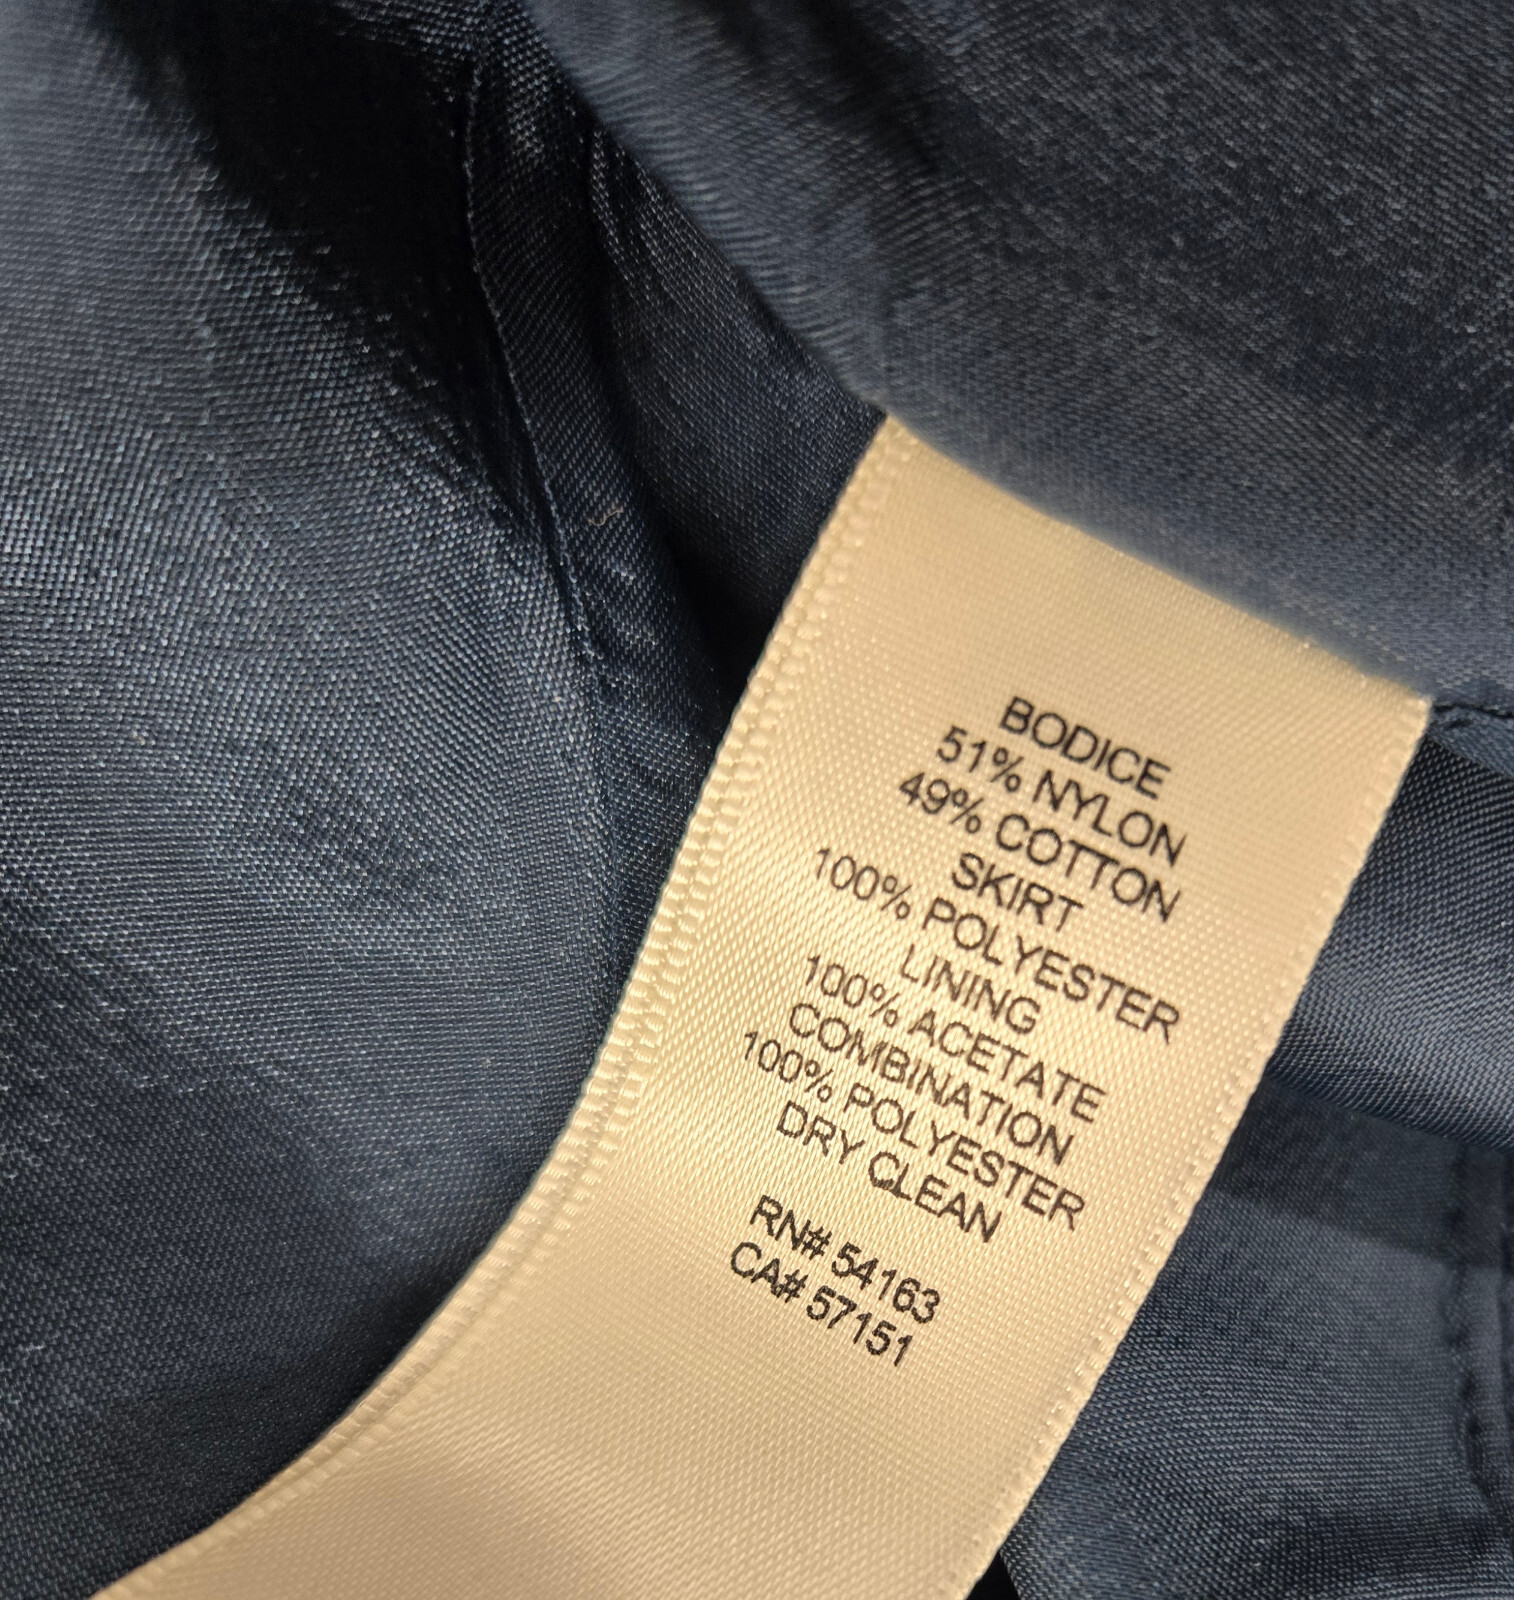 BODICE
51% NYLON
49% COTTON
SKIRT
100% POLYESTER
LINING
100% ACETATE
COMBINATION
100% POLYESTER
DRY CLEAN
RN# 54163
CA# 57151